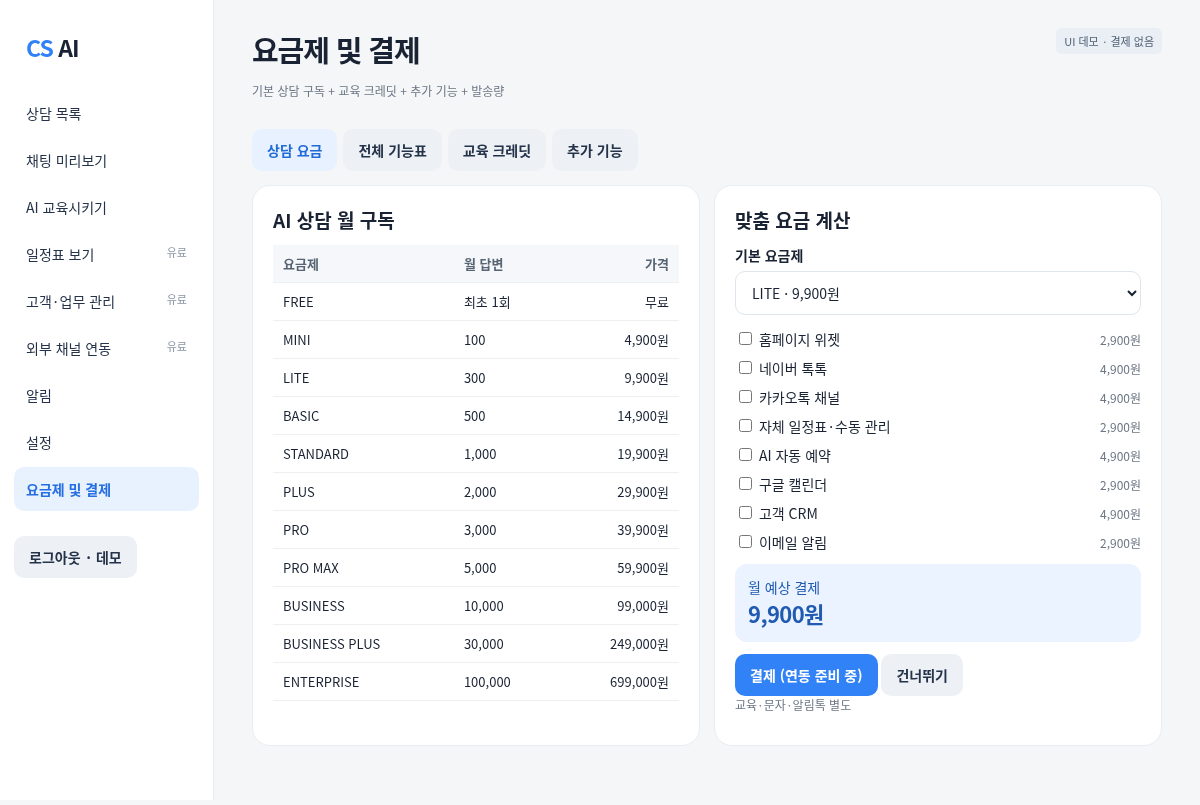 CS AI
상담 목록
채팅 미리보기
AI 교육시키기
일정표 보기 유료
고객·업무 관리 유료
외부 채널 연동 유료
알림
설정
요금제 및 결제
로그아웃 · 데모
요금제 및 결제
UI 데모 · 결제 없음
기본 상담 구독 + 교육 크레딧 + 추가 기능 + 발송량
상담 요금 전체 기능표 교육 크레딧 추가 기능
AI 상담 월 구독
요금제 월 답변 가격
FREE 최초 1회 무료
MINI 100 4,900원
LITE 300 9,900원
BASIC 500 14,900원
STANDARD 1,000 19,900원
PLUS 2,000 29,900원
PRO 3,000 39,900원
PRO MAX 5,000 59,900원
BUSINESS 10,000 99,000원
BUSINESS PLUS 30,000 249,000원
ENTERPRISE 100,000 699,000원
맞춤 요금 계산
기본 요금제
LITE · 9,900원
홈페이지 위젯 2,900원
네이버 톡톡 4,900원
카카오톡 채널 4,900원
자체 일정표·수동 관리 2,900원
AI 자동 예약 4,900원
구글 캘린더 2,900원
고객 CRM 4,900원
이메일 알림 2,900원
월 예상 결제
9,900원
결제 (연동 준비 중) 건너뛰기
교육·문자·알림톡 별도